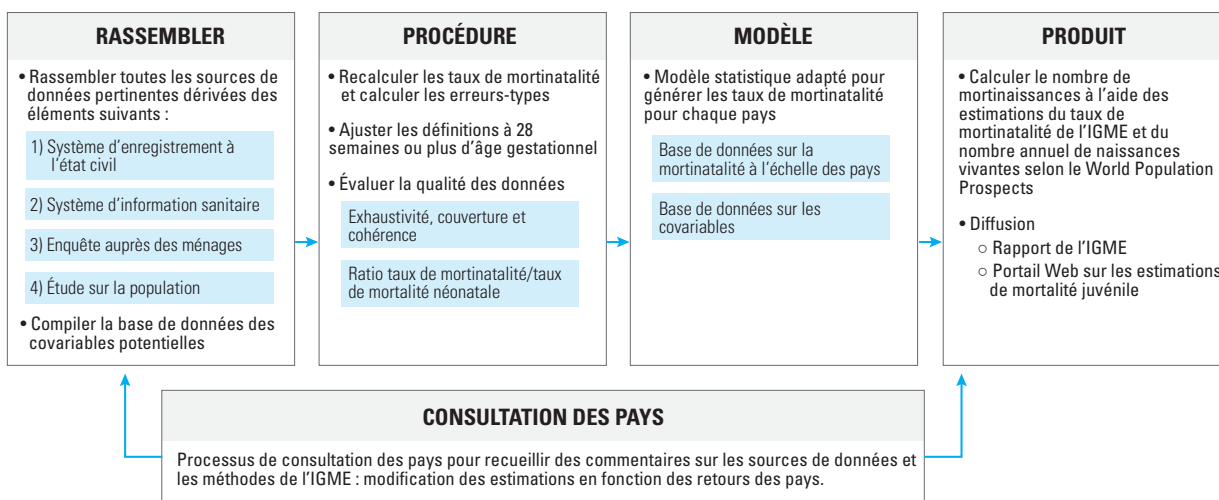 RASSEMBLER
• Rassembler toutes les sources de
données pertinentes dérivées des
éléments suivants :
1) Système d'enregistrement à
l'état civil
2) Système d'information sanitaire
3) Enquête auprès des ménages
4) Étude sur la population
• Compiler la base de données des
covariables potentielles
PROCÉDURE
• Recalculer les taux de mortinatalité
et calculer les erreurs-types
• Ajuster les définitions à 28
semaines ou plus d'âge gestationnel
• Évaluer la qualité des données
Exhaustivité, couverture et
cohérence
Ratio taux de mortinatalité/taux
de mortalité néonatale
MODÈLE
• Modèle statistique adapté pour
générer les taux de mortinatalité
pour chaque pays
Base de données sur la
mortinatalité à l'échelle des pays
Base de données sur les
covariables
PRODUIT
• Calculer le nombre de
mortinaissances à l'aide des
estimations du taux de
mortinatalité de l'IGME et du
nombre annuel de naissances
vivantes selon le World Population
Prospects
• Diffusion
○ Rapport de l'IGME
○ Portail Web sur les estimations
de mortalité juvénile
CONSULTATION DES PAYS
Processus de consultation des pays pour recueillir des commentaires sur les sources de données et
les méthodes de l'IGME : modification des estimations en fonction des retours des pays.